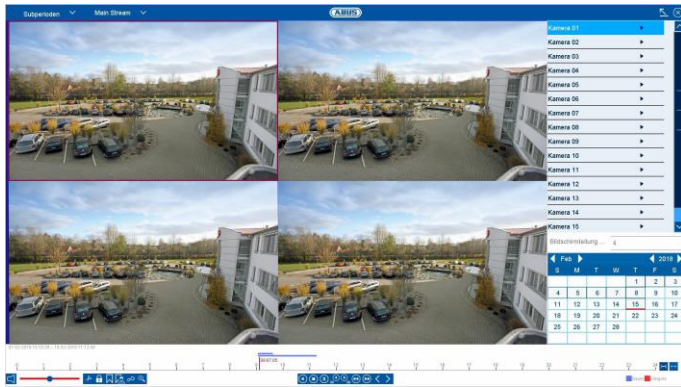 Subperioden Main Stream ABUS
Kamera 01
Kamera 02
Kamera 03
Kamera 04
Kamera 05
Kamera 06
Kamera 07
Kamera 08
Kamera 09
Kamera 10
Kamera 11
Kamera 12
Kamera 13
Kamera 14
Kamera 15
Bildschirmteilung ... 4
Feb 2018
S M T W T F S
1 2 3
4 5 6 7 8 9 10
11 12 13 14 15 16 17
18 19 20 21 22 23 24
25 26 27 28